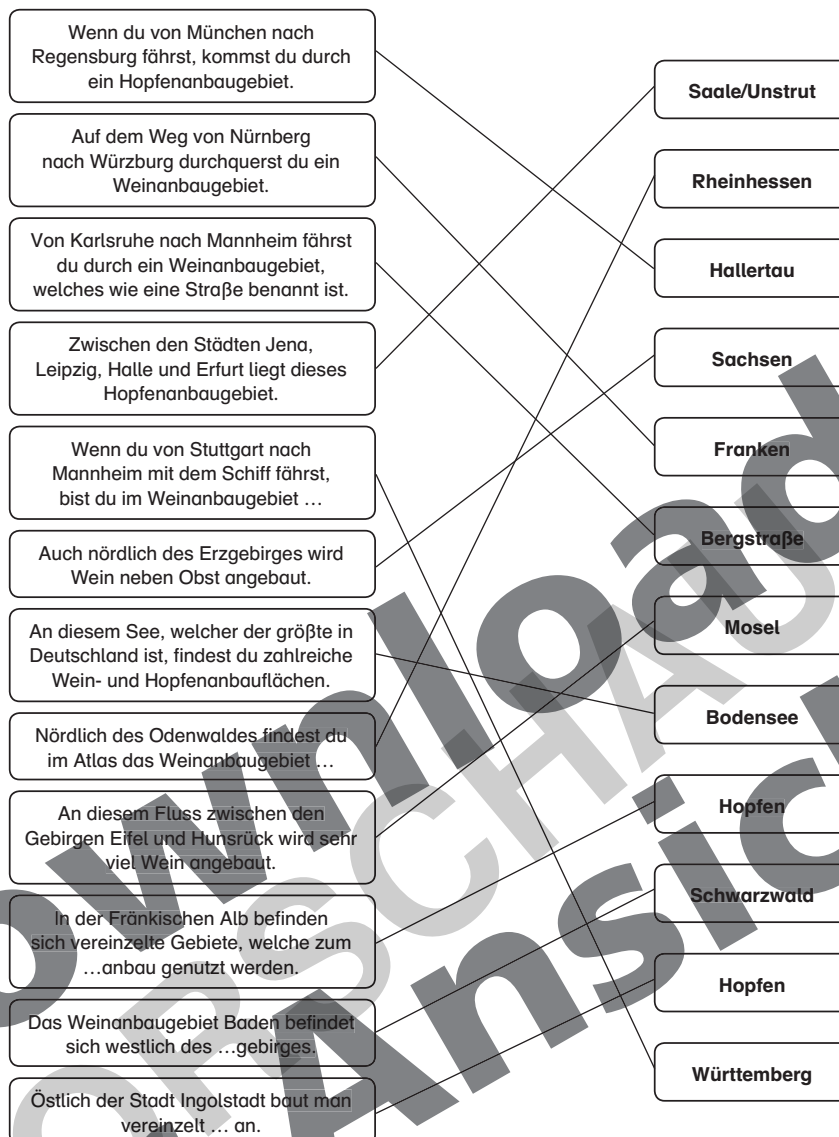 Wenn du von München nach
Regensburg fährst, kommst du durch
ein Hopfenanbaugebiet.
Auf dem Weg von Nürnberg
nach Würzburg durchquerst du ein
Weinanbaugebiet.
Von Karlsruhe nach Mannheim fährst
du durch ein Weinanbaugebiet,
welches wie eine Straße benannt ist.
Zwischen den Städten Jena,
Leipzig, Halle und Erfurt liegt dieses
Hopfenanbaugebiet.
Wenn du von Stuttgart nach
Mannheim mit dem Schiff fährst,
bist du im Weinanbaugebiet …
Auch nördlich des Erzgebirges wird
Wein neben Obst angebaut.
An diesem See, welcher der größte in
Deutschland ist, findest du zahlreiche
Wein- und Hopfenanbauflächen.
Nördlich des Odenwaldes findest du
im Atlas das Weinanbaugebiet …
An diesem Fluss zwischen den
Gebirgen Eifel und Hunsrück wird sehr
viel Wein angebaut.
In der Fränkischen Alb befinden
sich vereinzelte Gebiete, welche zum
…anbau genutzt werden.
Das Weinanbaugebiet Baden befindet
sich westlich des …gebirges.
Östlich der Stadt Ingolstadt baut man
vereinzelt … an.
Saale/Unstrut
Rheinhessen
Hallertau
Sachsen
Franken
Bergstraße
Mosel
Bodensee
Hopfen
Schwarzwald
Hopfen
Württemberg
ownload
ORSCHAU
Ansich